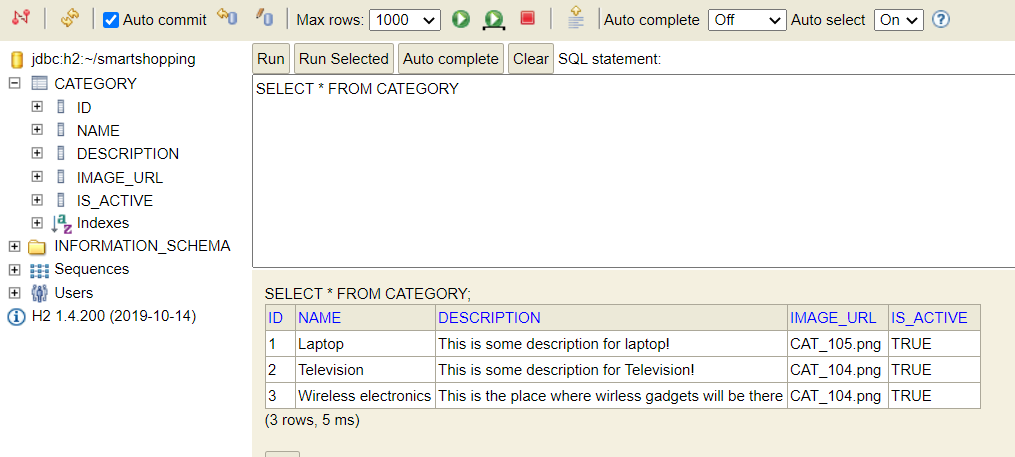 Auto commit Max rows: 1000 Auto complete Off Auto select On
jdbc:h2:~/smartshopping
CATEGORY
ID
NAME
DESCRIPTION
IMAGE_URL
IS_ACTIVE
Indexes
INFORMATION_SCHEMA
Sequences
Users
H2 1.4.200 (2019-10-14)
Run Run Selected Auto complete Clear SQL statement:
SELECT * FROM CATEGORY
SELECT * FROM CATEGORY;
ID NAME DESCRIPTION IMAGE_URL IS_ACTIVE
1 Laptop This is some description for laptop! CAT_105.png TRUE
2 Television This is some description for Television! CAT_104.png TRUE
3 Wireless electronics This is the place where wirless gadgets will be there CAT_104.png TRUE
(3 rows, 5 ms)